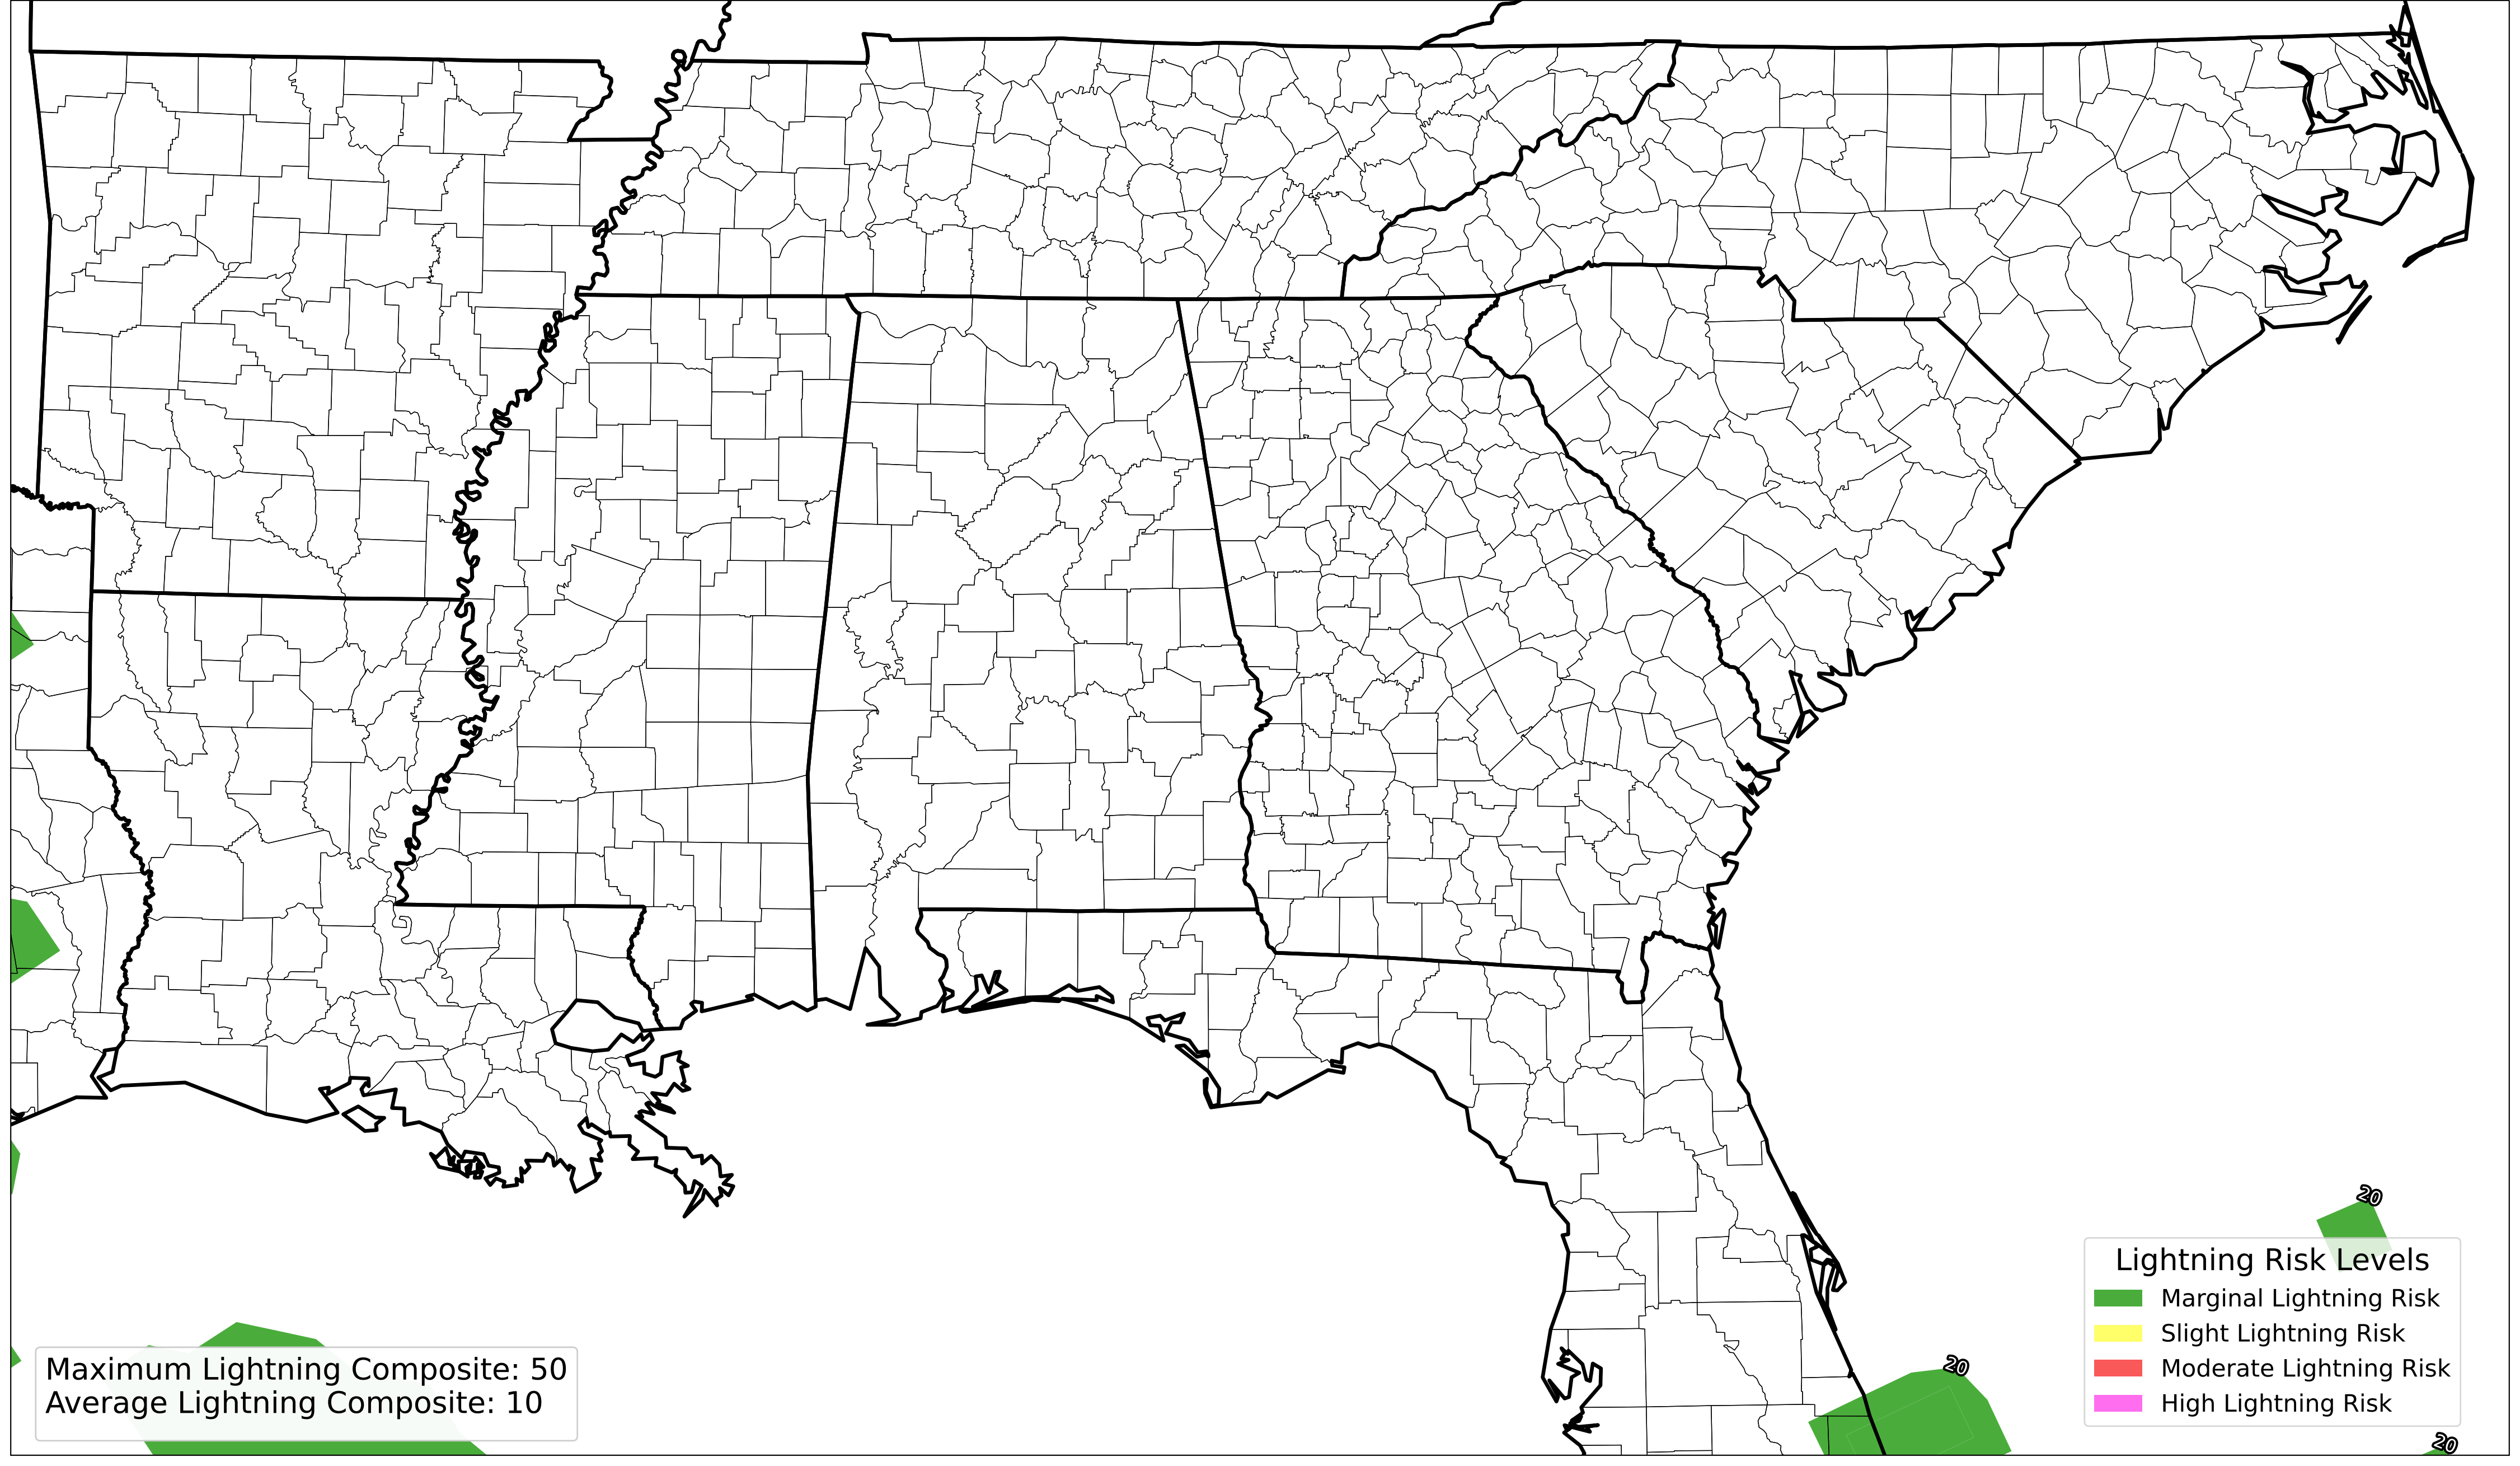 20
Lightning Risk Levels
Marginal Lightning Risk
Slight Lightning Risk
Moderate Lightning Risk
High Lightning Risk
Maximum Lightning Composite: 50
Average Lightning Composite: 10
20
20